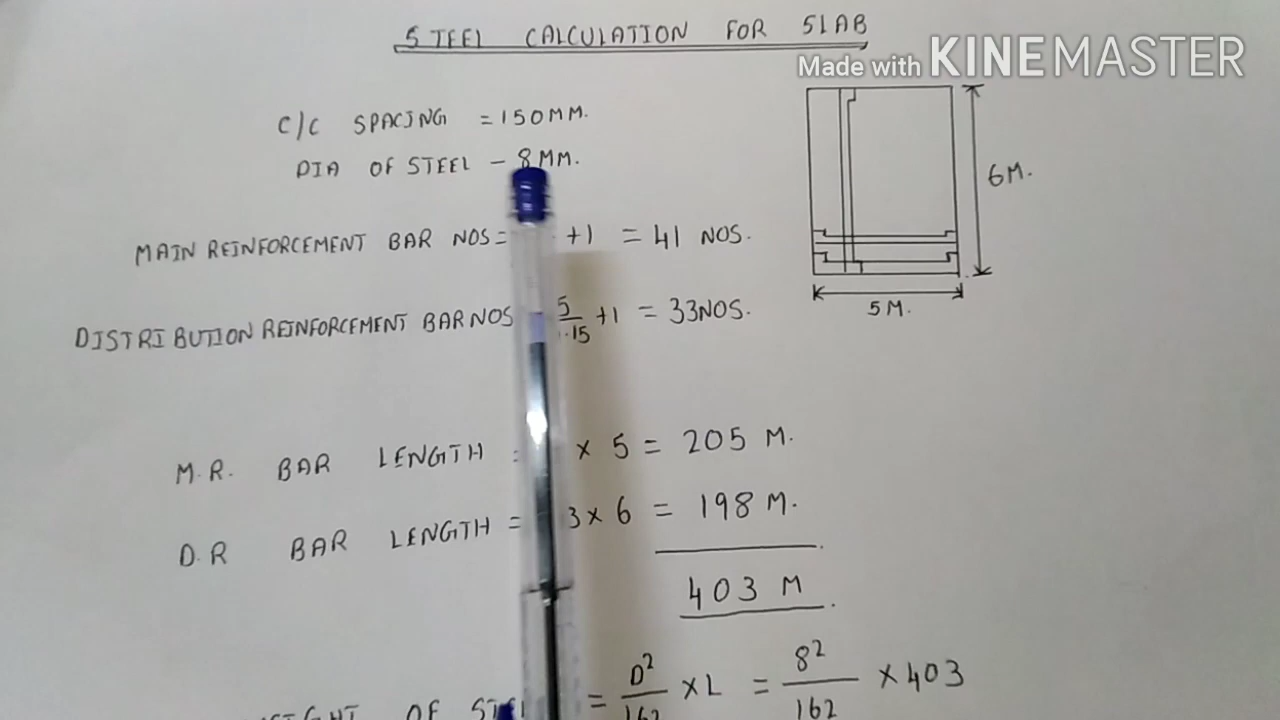 STEEL CALCULATION FOR SLAB
Made with KINEMASTER
C/C SPACING = 150MM.
DIA OF STEEL - 8MM.
6M.
MAIN REINFORCEMENT BAR NOS = +1 = 41 NOS.
5M.
DISTRIBUTION REINFORCEMENT BAR NOS 5/.15 +1 = 33NOS.
M.R. BAR LENGTH × 5 = 205 M.
D.R BAR LENGTH = 3×6 = 198 M.
403 M
OF = D²/162 × L = 8²/162 × 403